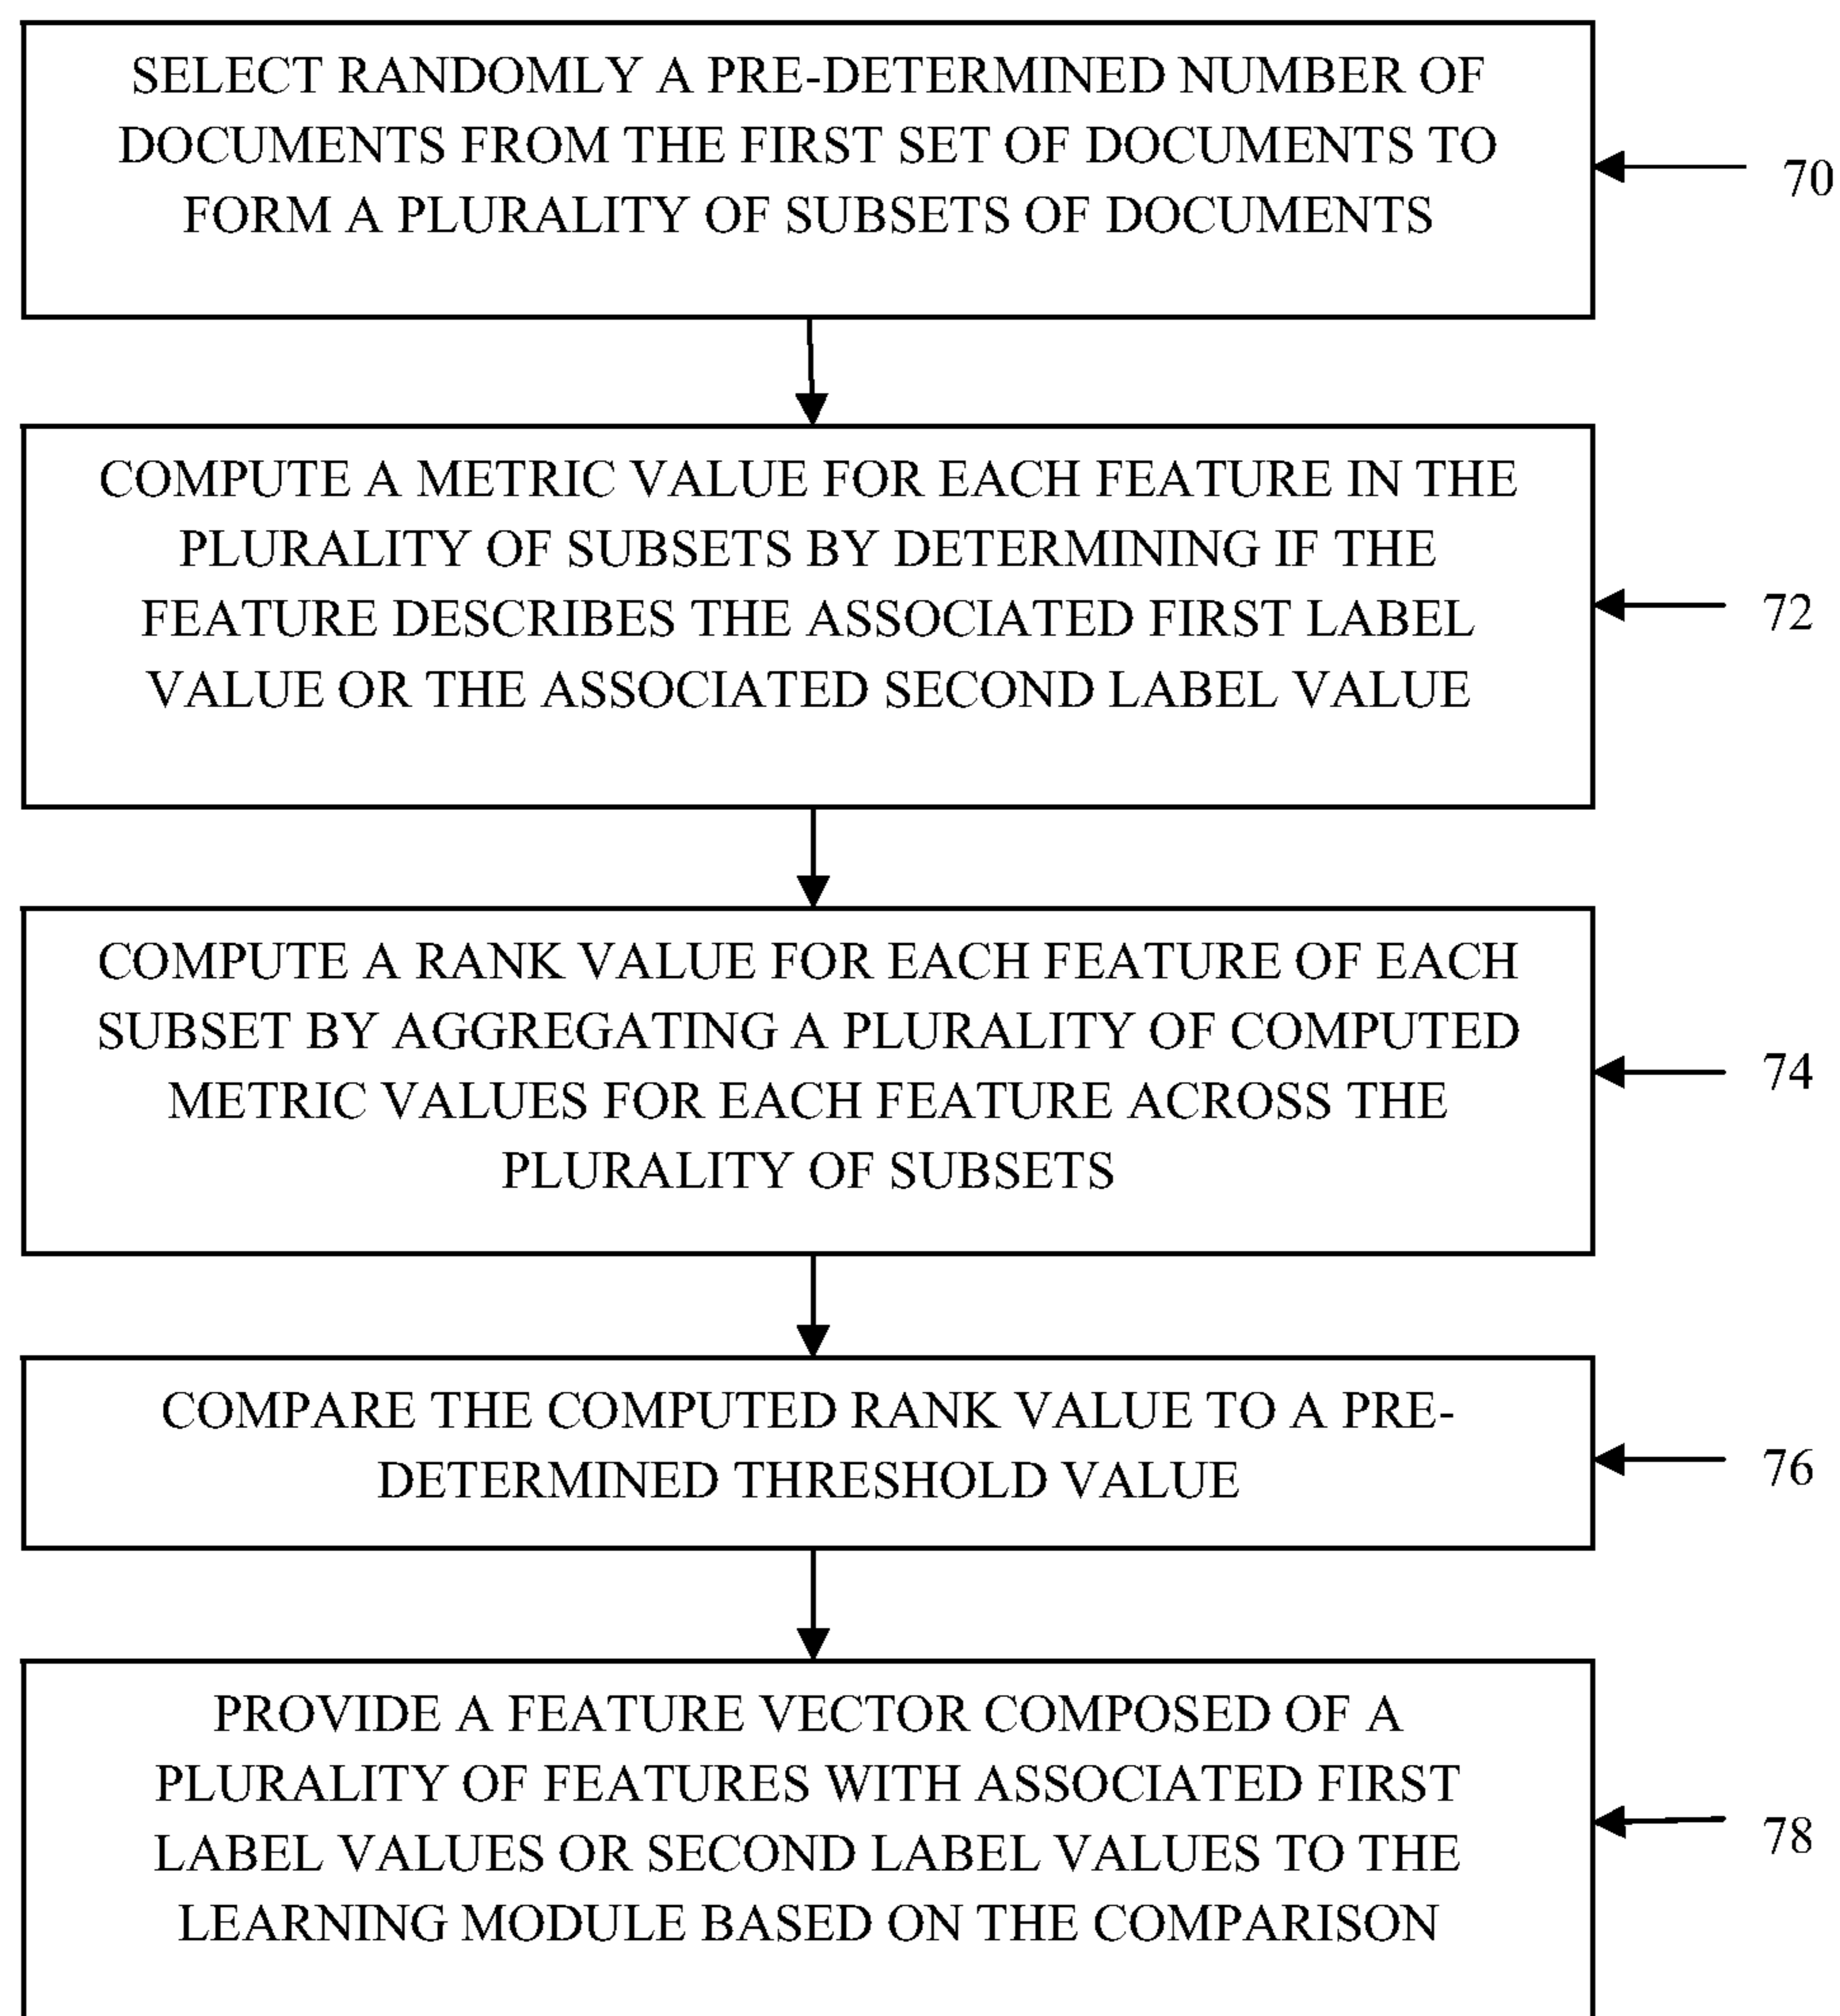 SELECT RANDOMLY A PRE-DETERMINED NUMBER OF
DOCUMENTS FROM THE FIRST SET OF DOCUMENTS TO
FORM A PLURALITY OF SUBSETS OF DOCUMENTS
70
COMPUTE A METRIC VALUE FOR EACH FEATURE IN THE
PLURALITY OF SUBSETS BY DETERMINING IF THE
FEATURE DESCRIBES THE ASSOCIATED FIRST LABEL
VALUE OR THE ASSOCIATED SECOND LABEL VALUE
72
COMPUTE A RANK VALUE FOR EACH FEATURE OF EACH
SUBSET BY AGGREGATING A PLURALITY OF COMPUTED
METRIC VALUES FOR EACH FEATURE ACROSS THE
PLURALITY OF SUBSETS
74
COMPARE THE COMPUTED RANK VALUE TO A PRE-
DETERMINED THRESHOLD VALUE
76
PROVIDE A FEATURE VECTOR COMPOSED OF A
PLURALITY OF FEATURES WITH ASSOCIATED FIRST
LABEL VALUES OR SECOND LABEL VALUES TO THE
LEARNING MODULE BASED ON THE COMPARISON
78